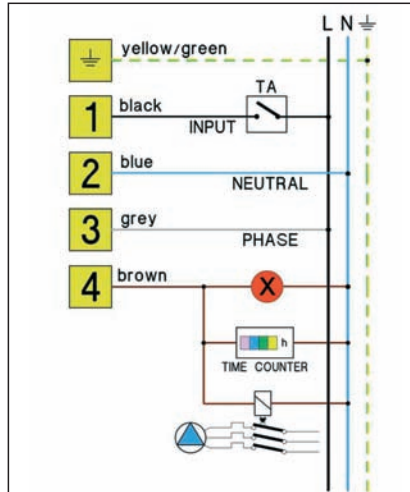 L N
yellow/green
1 black TA
INPUT
2 blue
NEUTRAL
3 grey
PHASE
4 brown
X
h
TIME COUNTER